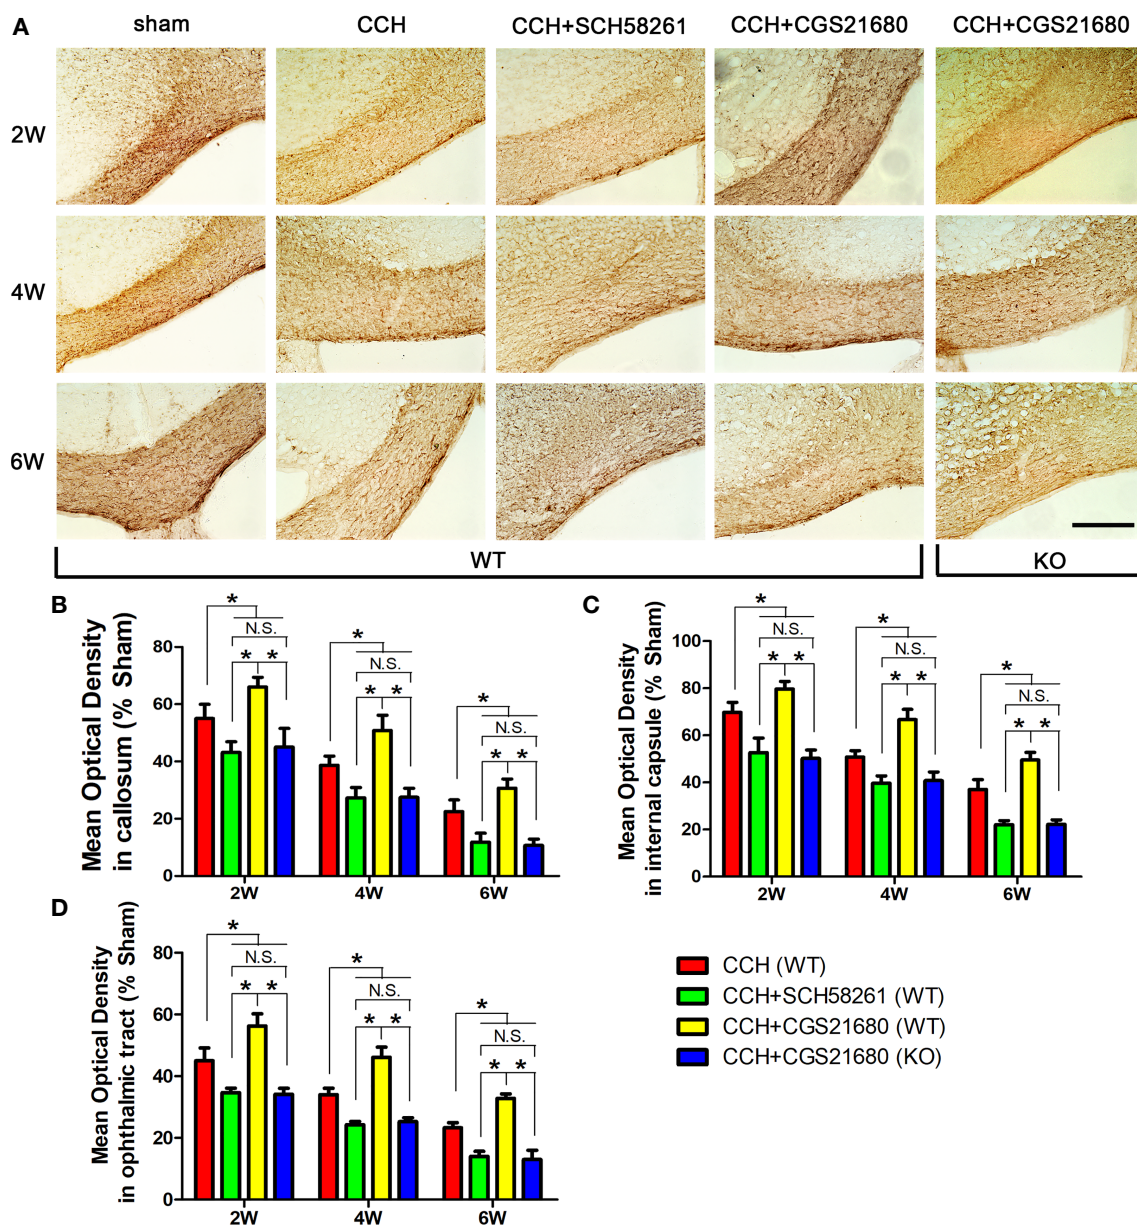 A
sham CCH CCH+SCH58261 CCH+CGS21680 CCH+CGS21680
2W
4W
6W
WT KO
B
Mean Optical Density
in callosum (% Sham)
80
60
40
20
0
* * *
N.S. N.S. N.S.
* * * * * *
2W 4W 6W
C
Mean Optical Density
in internal capsule (% Sham)
100
80
60
40
20
0
* * *
N.S. N.S. N.S.
* * * * * *
2W 4W 6W
D
Mean Optical Density
in ophthalmic tract (% Sham)
80
60
40
20
0
* * *
N.S. N.S. N.S.
* * * * * *
2W 4W 6W
CCH (WT)
CCH+SCH58261 (WT)
CCH+CGS21680 (WT)
CCH+CGS21680 (KO)